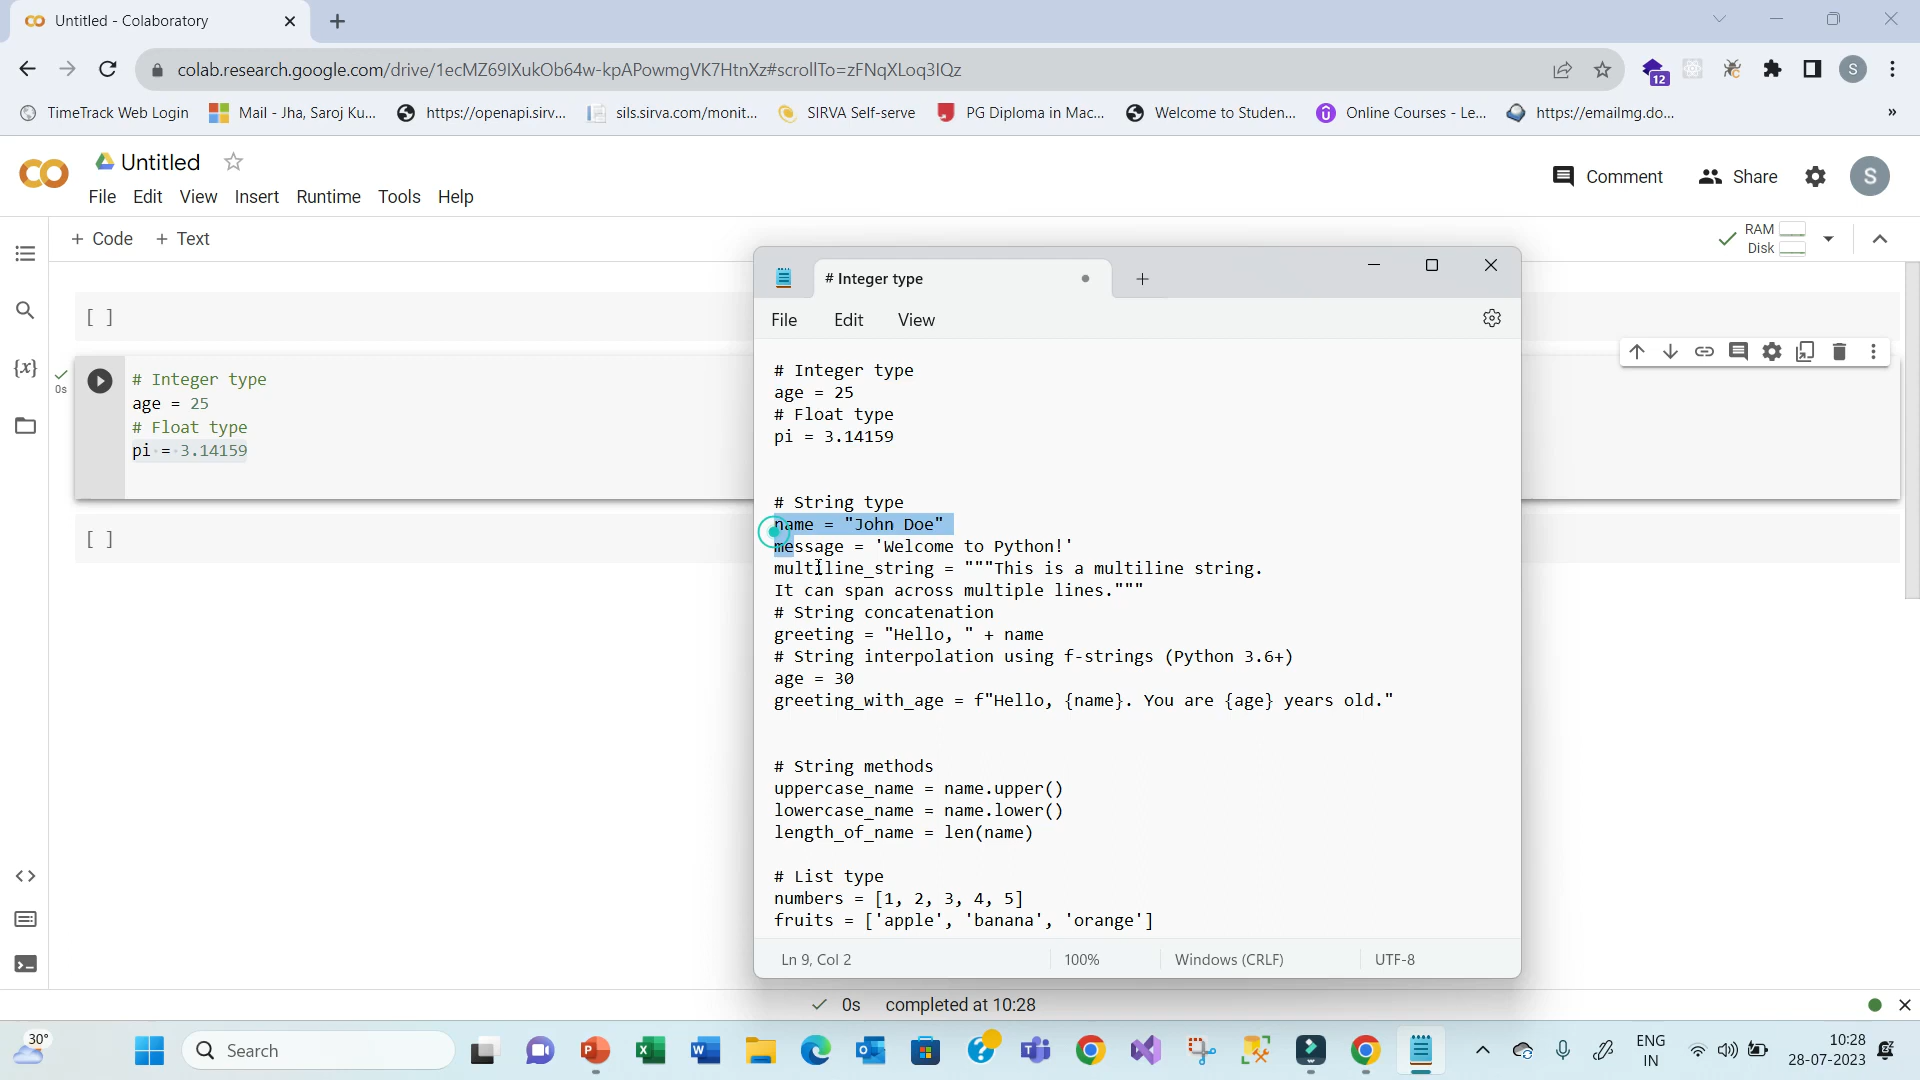 Untitled - Colaboratory
colab.research.google.com/drive/1ecMZ69IXukOb64w-kpAPowmgVK7HtnXz#scrollTo=zFNqXLoq3IQz
12
S
TimeTrack Web Login
Mail - Jha, Saroj Ku...
https://openapi.sirv...
sils.sirva.com/monit...
SIRVA Self-serve
PG Diploma in Mac...
Welcome to Studen...
Online Courses - Le...
https://emailmg.do...
»
Untitled
File Edit View Insert Runtime Tools Help
Comment
Share
S
+ Code + Text
RAM
Disk
[ ]
{x}
0s
# Integer type
age = 25
# Float type
pi = 3.14159
[ ]
# Integer type
File Edit View
# Integer type
age = 25
# Float type
pi = 3.14159
# String type
name = "John Doe"
message = 'Welcome to Python!'
multiline_string = """This is a multiline string.
It can span across multiple lines."""
# String concatenation
greeting = "Hello, " + name
# String interpolation using f-strings (Python 3.6+)
age = 30
greeting_with_age = f"Hello, {name}. You are {age} years old."
# String methods
uppercase_name = name.upper()
lowercase_name = name.lower()
length_of_name = len(name)
# List type
numbers = [1, 2, 3, 4, 5]
fruits = ['apple', 'banana', 'orange']
Ln 9, Col 2
100%
Windows (CRLF)
UTF-8
0s completed at 10:28
30°
Search
ENG
IN
10:28
28-07-2023